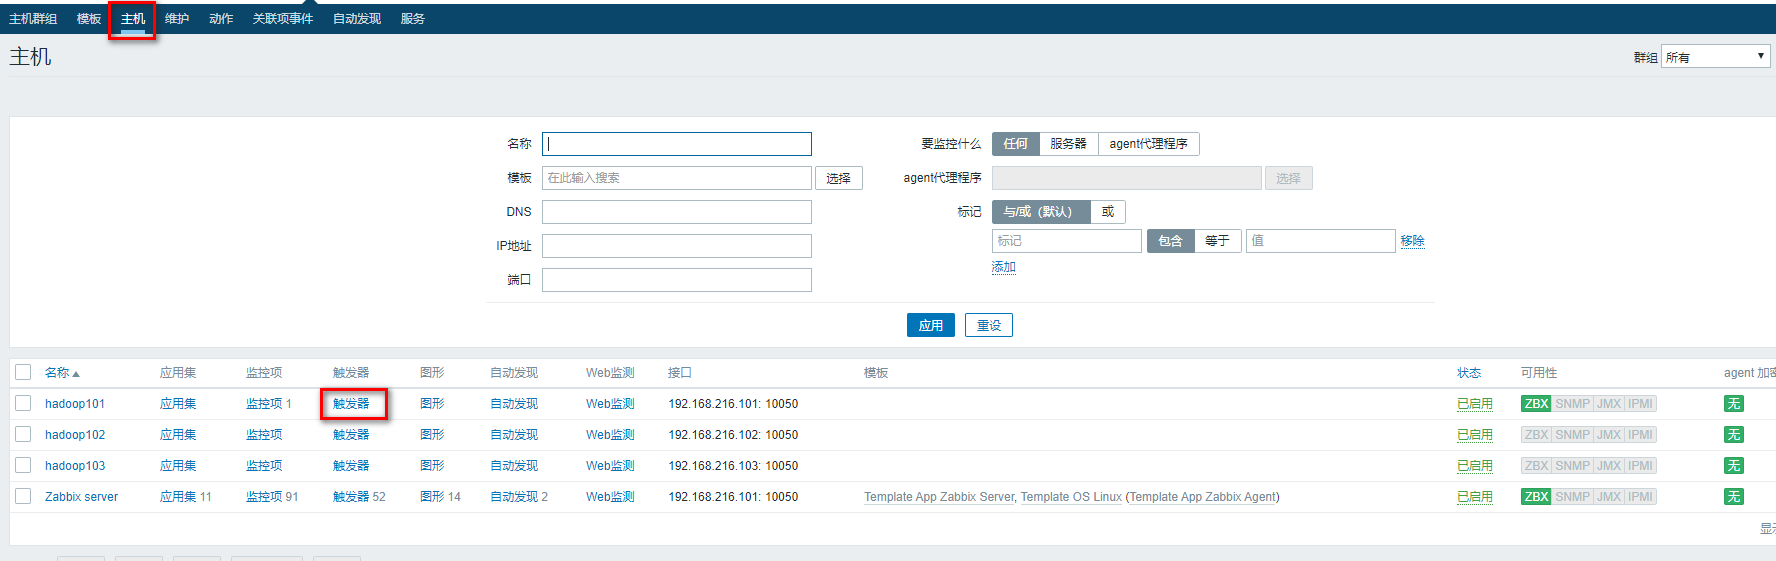 主机群组 模板 主机 维护 动作 关联项事件 自动发现 服务
主机
群组 所有
名称
要监控什么 任何 服务器 agent代理程序
模板 在此输入搜索 选择
agent代理程序 选择
DNS
标记 与/或（默认） 或
IP地址
标记 包含 等于 值 移除
添加
端口
应用 重设
名称 应用集 监控项 触发器 图形 自动发现 Web监测 接口 模板 状态 可用性 agent 加密
hadoop101 应用集 监控项 1 触发器 图形 自动发现 Web监测 192.168.216.101: 10050 已启用 ZBX SNMP JMX IPMI 无
hadoop102 应用集 监控项 触发器 图形 自动发现 Web监测 192.168.216.102: 10050 已启用 ZBX SNMP JMX IPMI 无
hadoop103 应用集 监控项 触发器 图形 自动发现 Web监测 192.168.216.103: 10050 已启用 ZBX SNMP JMX IPMI 无
Zabbix server 应用集 11 监控项 91 触发器 52 图形 14 自动发现 2 Web监测 192.168.216.101: 10050 Template App Zabbix Server, Template OS Linux (Template App Zabbix Agent) 已启用 ZBX SNMP JMX IPMI 无
显